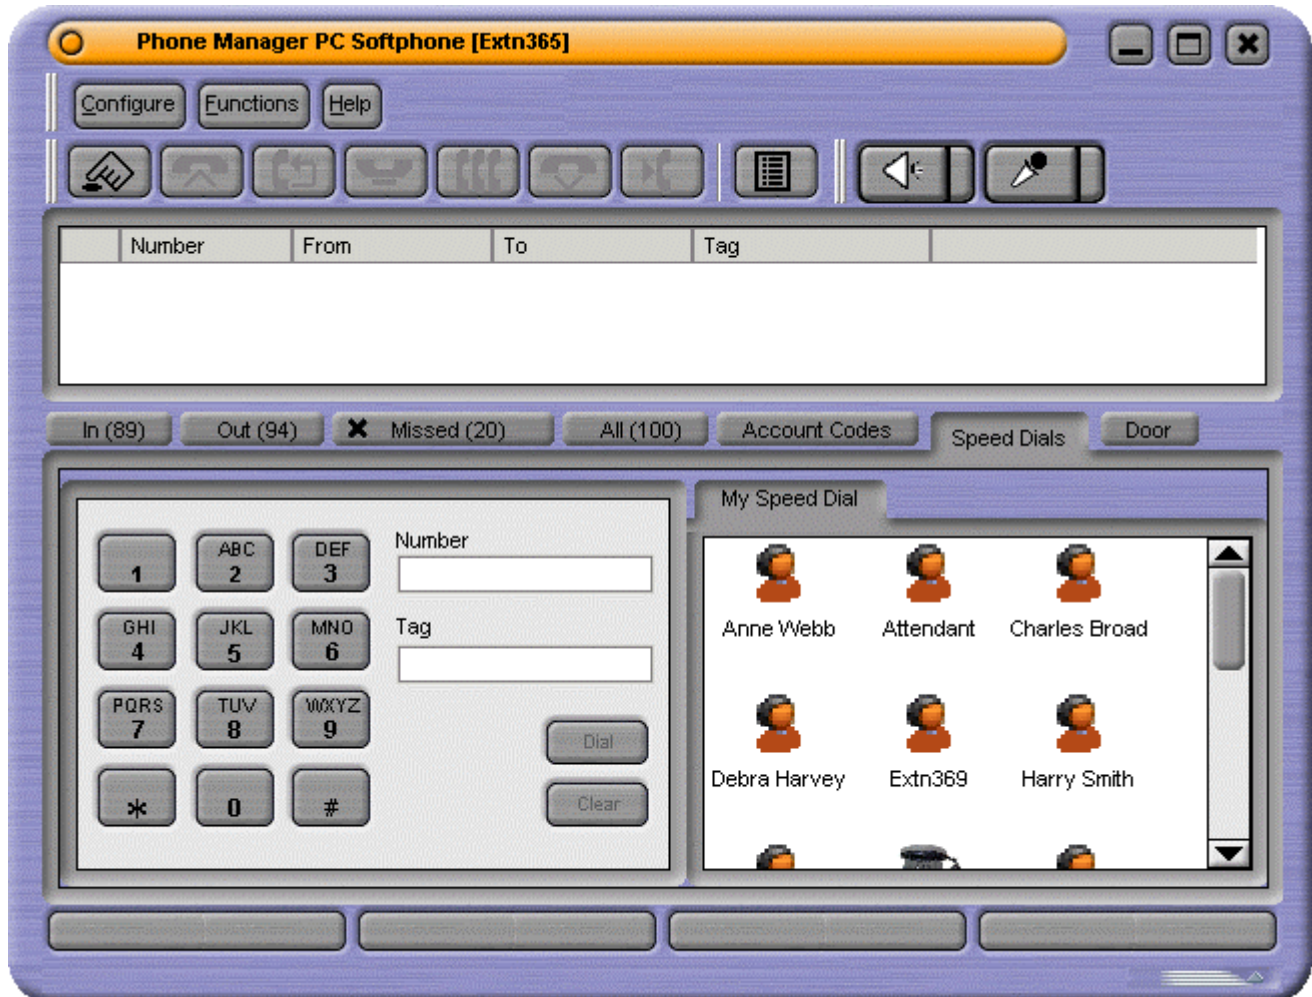 Phone Manager PC Softphone [Extn365]
Configure Functions Help
Number From To Tag
In (89) Out (94) Missed (20) All (100) Account Codes Speed Dials Door
My Speed Dial
Number
1 ABC 2 DEF 3
Tag
GHI 4 JKL 5 MNO 6
PQRS 7 TUV 8 WXYZ 9
Dial
* 0 #
Clear
Anne Webb Attendant Charles Broad
Debra Harvey Extn369 Harry Smith